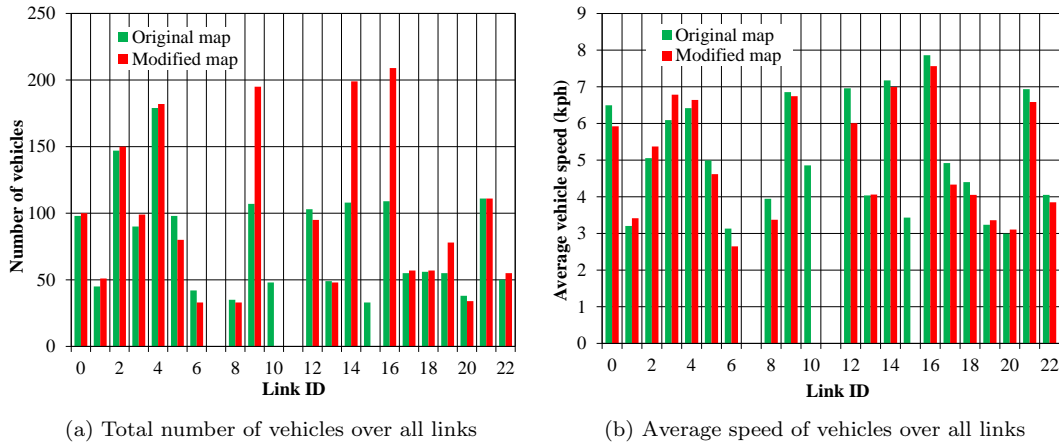 250
200
150
100
50
0
Number of vehicles
Original map
Modified map
0 2 4 6 8 10 12 14 16 18 20 22
Link ID
(a) Total number of vehicles over all links
9
8
7
6
5
4
3
2
1
0
Average vehicle speed (kph)
Original map
Modified map
0 2 4 6 8 10 12 14 16 18 20 22
Link ID
(b) Average speed of vehicles over all links